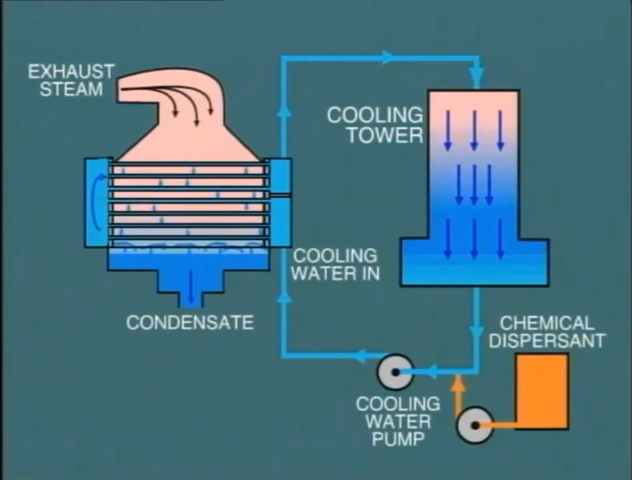 EXHAUST
STEAM
COOLING
TOWER
COOLING
WATER IN
CONDENSATE
CHEMICAL
DISPERSANT
COOLING
WATER
PUMP